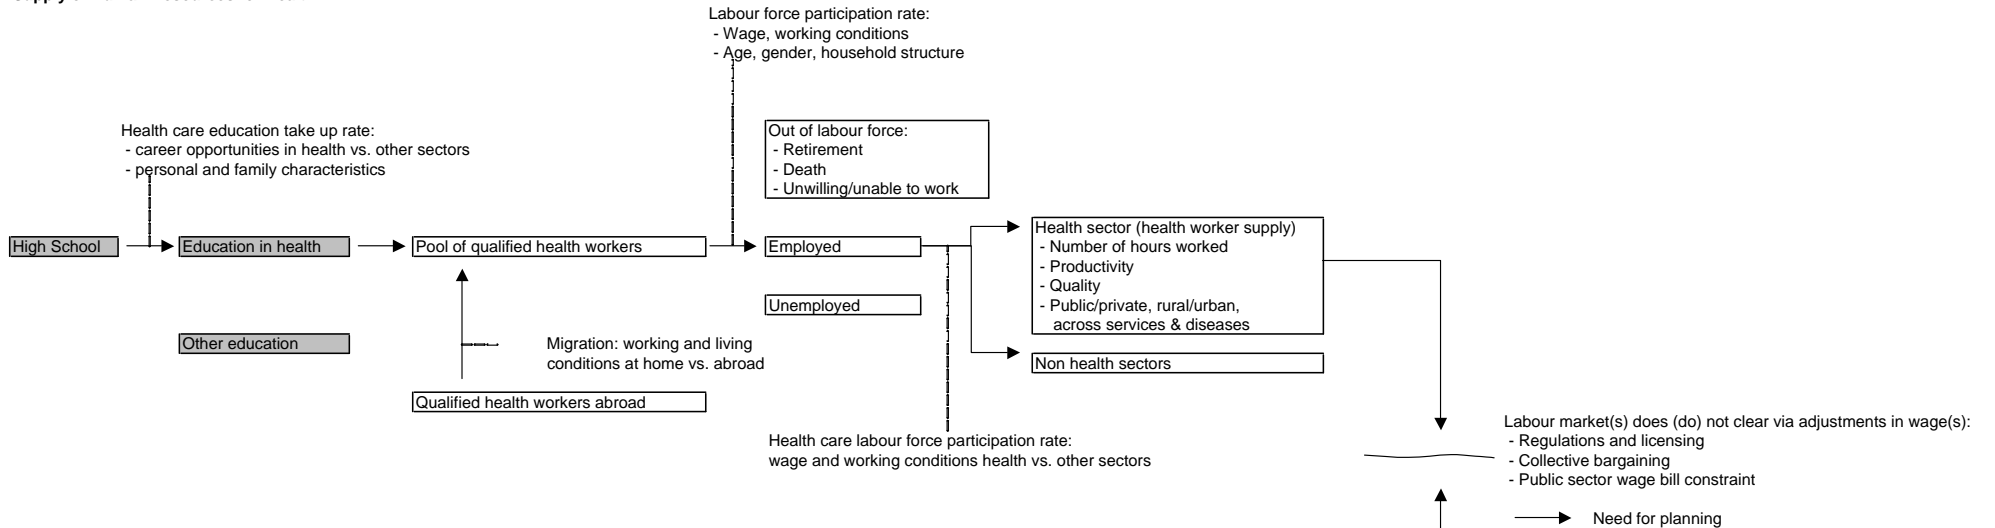 Labour force participation rate:
- Wage, working conditions
- Age, gender, household structure
Health care education take up rate:
- career opportunities in health vs. other sectors
- personal and family characteristics
Out of labour force:
- Retirement
- Death
- Unwilling/unable to work
High School
Education in health
Pool of qualified health workers
Employed
Health sector (health worker supply)
- Number of hours worked
- Productivity
- Quality
- Public/private, rural/urban,
across services & diseases
Unemployed
Other education
Migration: working and living
conditions at home vs. abroad
Non health sectors
Qualified health workers abroad
Health care labour force participation rate:
wage and working conditions health vs. other sectors
Labour market(s) does (do) not clear via adjustments in wage(s):
- Regulations and licensing
- Collective bargaining
- Public sector wage bill constraint
Need for planning